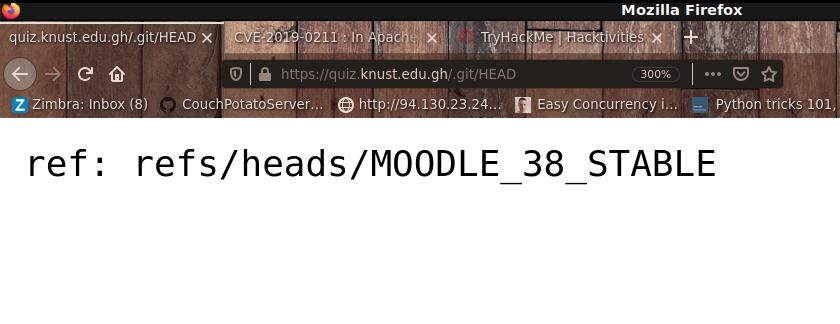 Mozilla Firefox
quiz.knust.edu.gh/.git/HEAD CVE-2019-0211 : In Apache TryHackMe | Hacktivities
https://quiz.knust.edu.gh/.git/HEAD 300%
Zimbra: Inbox (8) CouchPotatoServer... http://94.130.23.24... Easy Concurrency i... Python tricks 101,
ref: refs/heads/MOODLE_38_STABLE